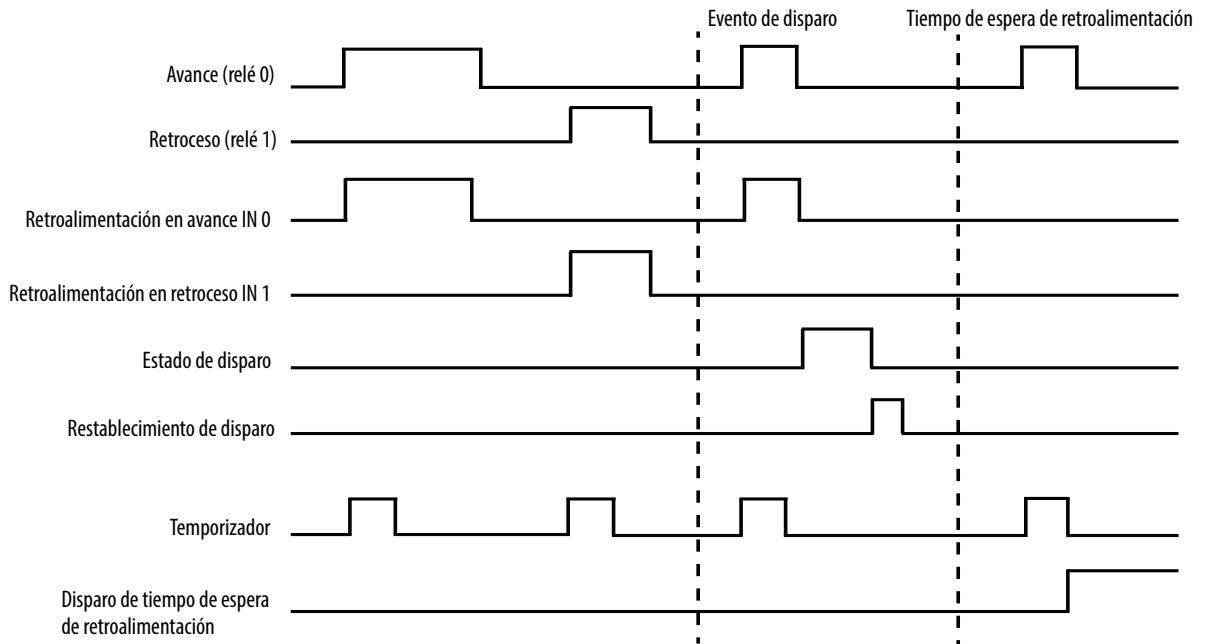 Evento de disparo
Tiempo de espera de retroalimentación
Avance (relé 0)
Retroceso (relé 1)
Retroalimentación en avance IN 0
Retroalimentación en retroceso IN 1
Estado de disparo
Restablecimiento de disparo
Temporizador
Disparo de tiempo de espera
de retroalimentación